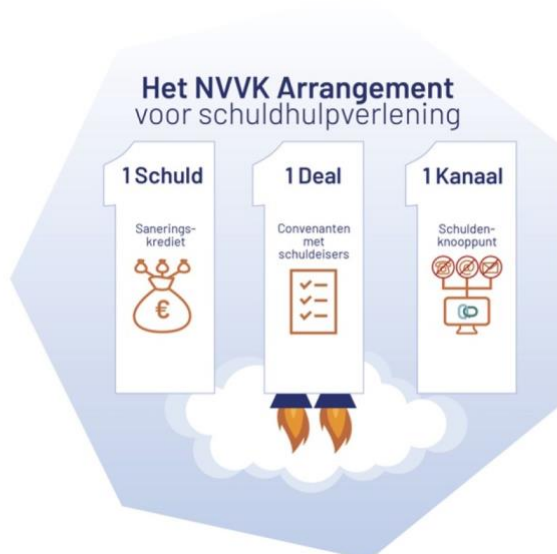 Het NVVK Arrangement
voor schuldhulpverlening
1 Schuld
Sanerings-
krediet
€
1 Deal
Convenanten
met
schuldeisers
1 Kanaal
Schulden-
knooppunt
@